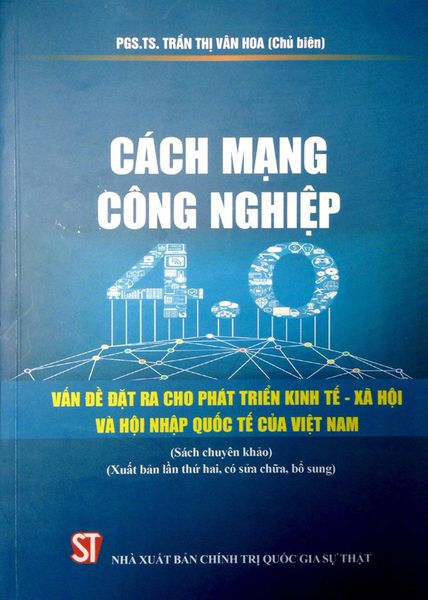 PGS.TS. TRẦN THỊ VÂN HOA (Chủ biên)
CÁCH MẠNG
CÔNG NGHIỆP
4.0
VẤN ĐỀ ĐẶT RA CHO PHÁT TRIỂN KINH TẾ - XÃ HỘI
VÀ HỘI NHẬP QUỐC TẾ CỦA VIỆT NAM
(Sách chuyên khảo)
(Xuất bản lần thứ hai, có sửa chữa, bổ sung)
ST
NHÀ XUẤT BẢN CHÍNH TRỊ QUỐC GIA SỰ THẬT